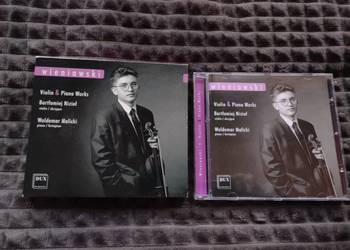 wieniawski
Violin & Piano Works
Bartłomiej Nizioł
violin / skrzypce
Waldemar Malicki
piano / fortepian
DUX
wieniawski
Violin & Piano Works
Bartłomiej Nizioł
violin / skrzypce
Waldemar Malicki
piano / fortepian
DUX